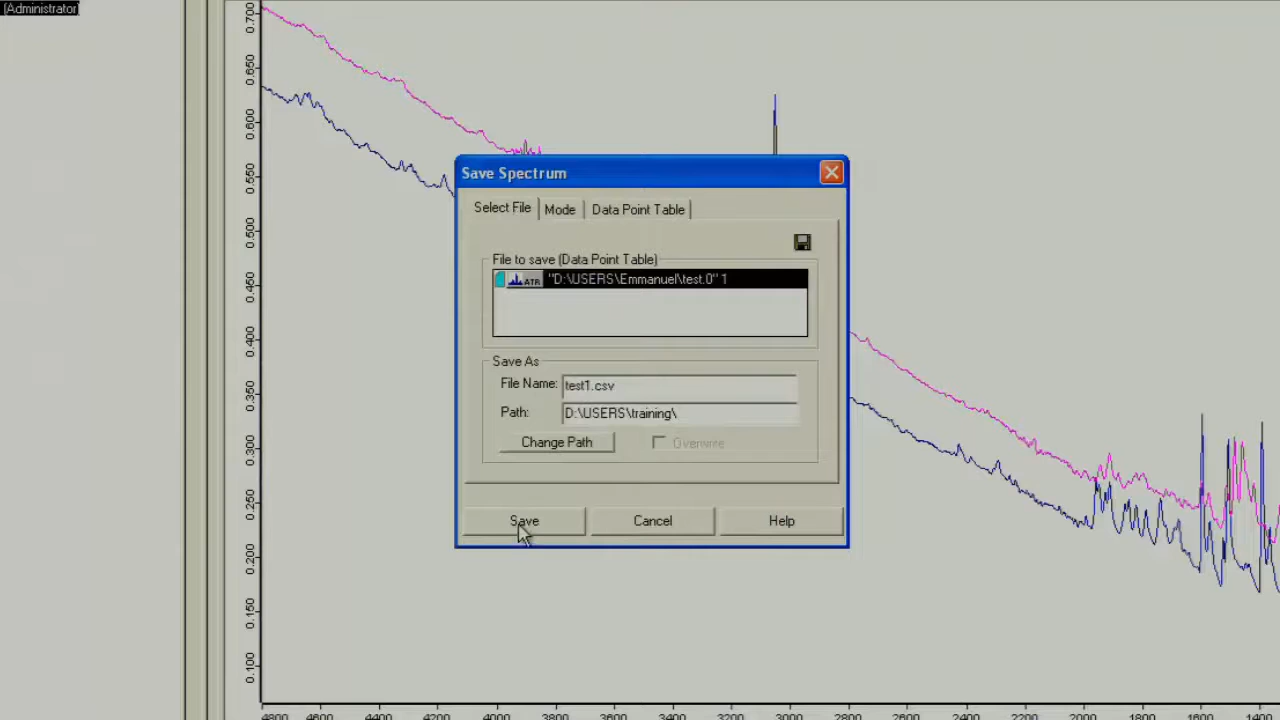 (Administrator)
0.700
0.650
0.600
0.550
0.500
0.450
0.400
0.350
0.300
0.250
0.200
0.150
0.100
Save Spectrum
Select File
Mode
Data Point Table
File to save (Data Point Table)
ATR "D:\USERS\Emmanuel\test.0" 1
Save As
File Name: test1.csv
Path: D:\USERS\training\
Change Path
Overwrite
Save
Cancel
Help
4800 4600 4400 4200 4000 3800 3600 3400 3200 3000 2800 2600 2400 2200 2000 1800 1600